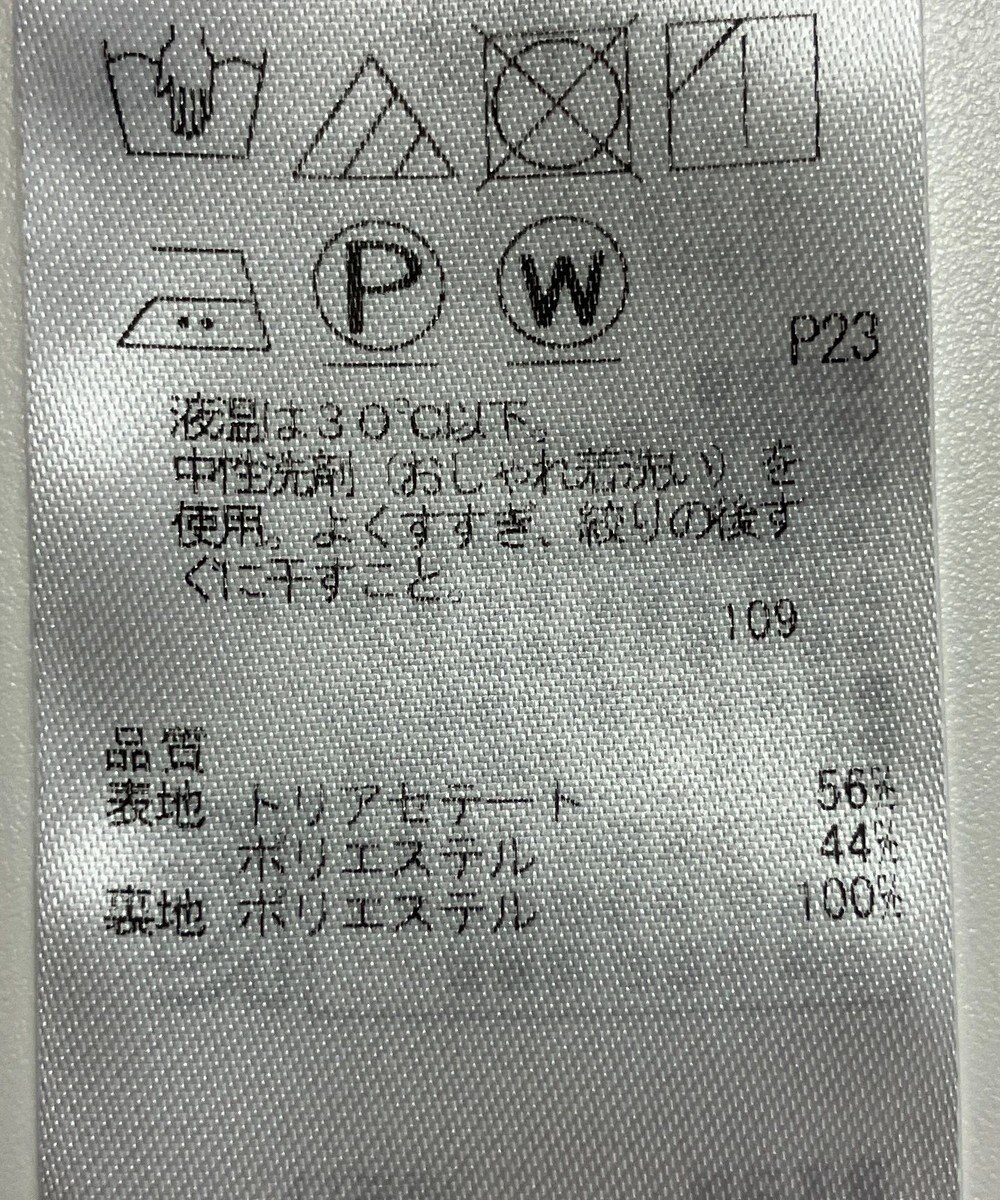 P W
P23
液温は30℃以下。
中性洗剤（おしゃれ着洗い）を
使用。よくすすぎ、絞りの後す
ぐに干すこと。
109
品質
表地 トリアセテート 56%
ポリエステル 44%
裏地 ポリエステル 100%